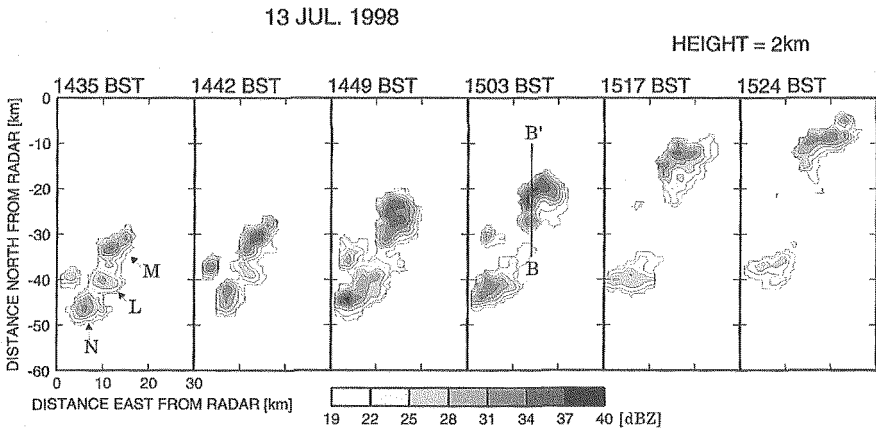 13 JUL. 1998
HEIGHT = 2km
1435 BST 1442 BST 1449 BST 1503 BST 1517 BST 1524 BST
DISTANCE NORTH FROM RADAR [km]
0
-10
-20
-30
-40
-50
-60
M
L
N
B'
B
0 10 20 30
DISTANCE EAST FROM RADAR [km]
19 22 25 28 31 34 37 40 [dBZ]